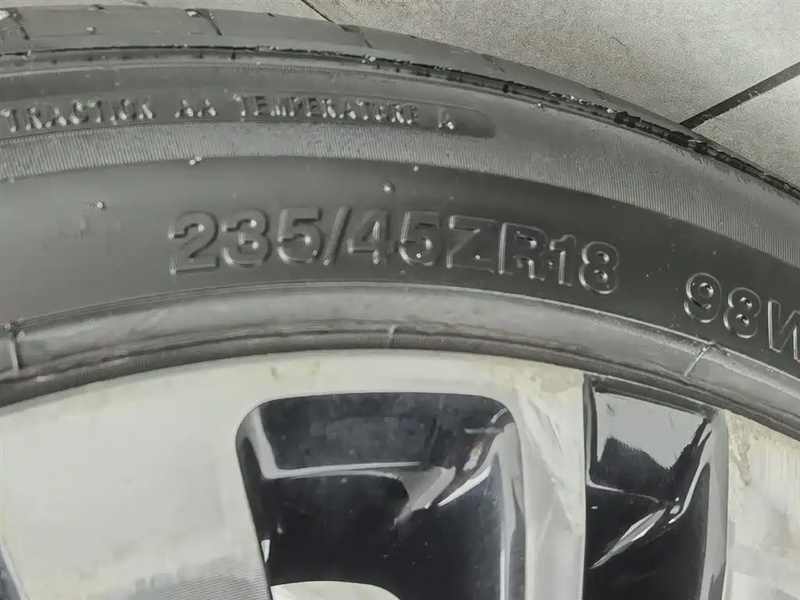 TRACTION AA TEMPERATURE A
235/45ZR18 98W